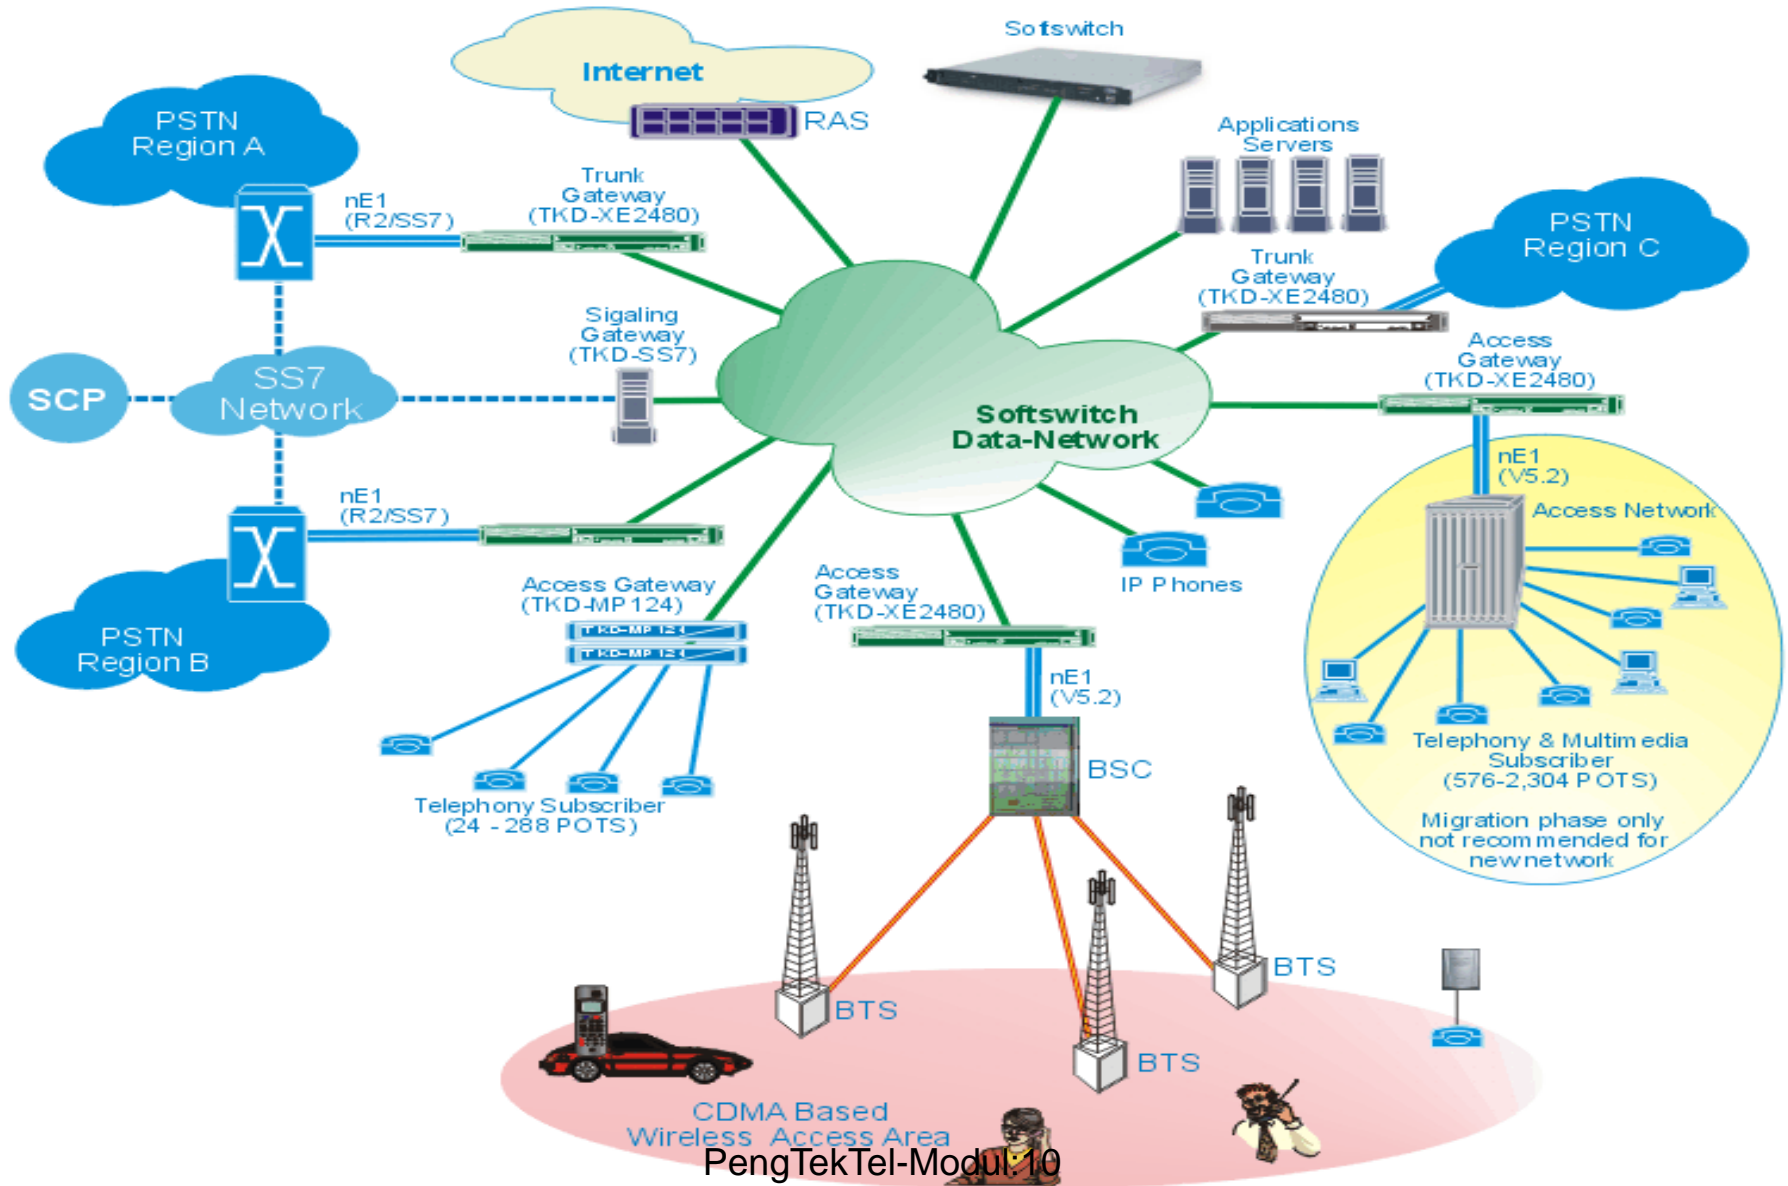 Softswitch
Internet
RAS
PSTN
Region A
nE1
(R2/SS7)
Trunk
Gateway
(TKD-XE2480)
Applications
Servers
PSTN
Region C
Trunk
Gateway
(TKD-XE2480)
Sigaling
Gateway
(TKD-SS7)
SCP
SS7
Network
Softswitch
Data-Network
Access
Gateway
(TKD-XE2480)
nE1
(V5.2)
Access Network
nE1
(R2/SS7)
PSTN
Region B
Access Gateway
(TKD-MP124)
TKD-MP124
TKD-MP124
Access
Gateway
(TKD-XE2480)
IP Phones
nE1
(V5.2)
BSC
Telephony Subscriber
(24 - 288 POTS)
Telephony & Multimedia
Subscriber
(576-2,304 POTS)
Migration phase only
not recommended for
new network
BTS
BTS
BTS
CDMA Based
Wireless Access Area
PengTekTel-Modul:10